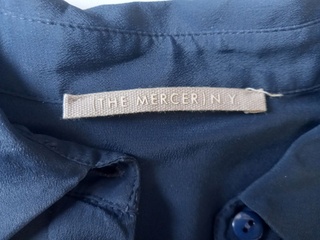 (THE MERCER) N.Y.